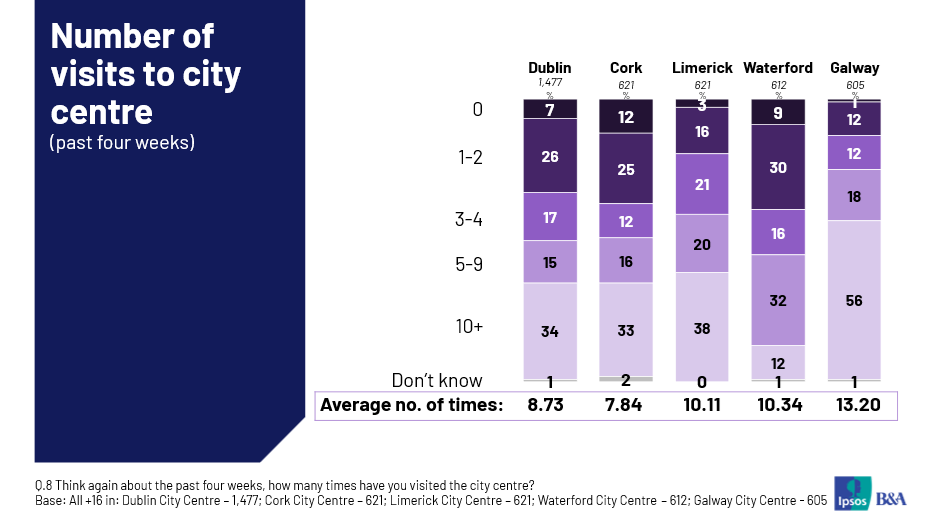 Number of
visits to city
centre
(past four weeks)
Dublin Cork Limerick Waterford Galway
1,477 621 621 612 605
% % % % %
0 7 12 3 9 1
1-2 26 25 16 30 12
3-4 17 12 21 16 12
5-9 15 16 20 32 18
10+ 34 33 38 12 56
Don't know 1 2 0 1 1
Average no. of times: 8.73 7.84 10.11 10.34 13.20
Q.8 Think again about the past four weeks, how many times have you visited the city centre?
Base: All +16 in: Dublin City Centre – 1,477; Cork City Centre – 621; Limerick City Centre – 621; Waterford City Centre – 612; Galway City Centre - 605
Ipsos B&A